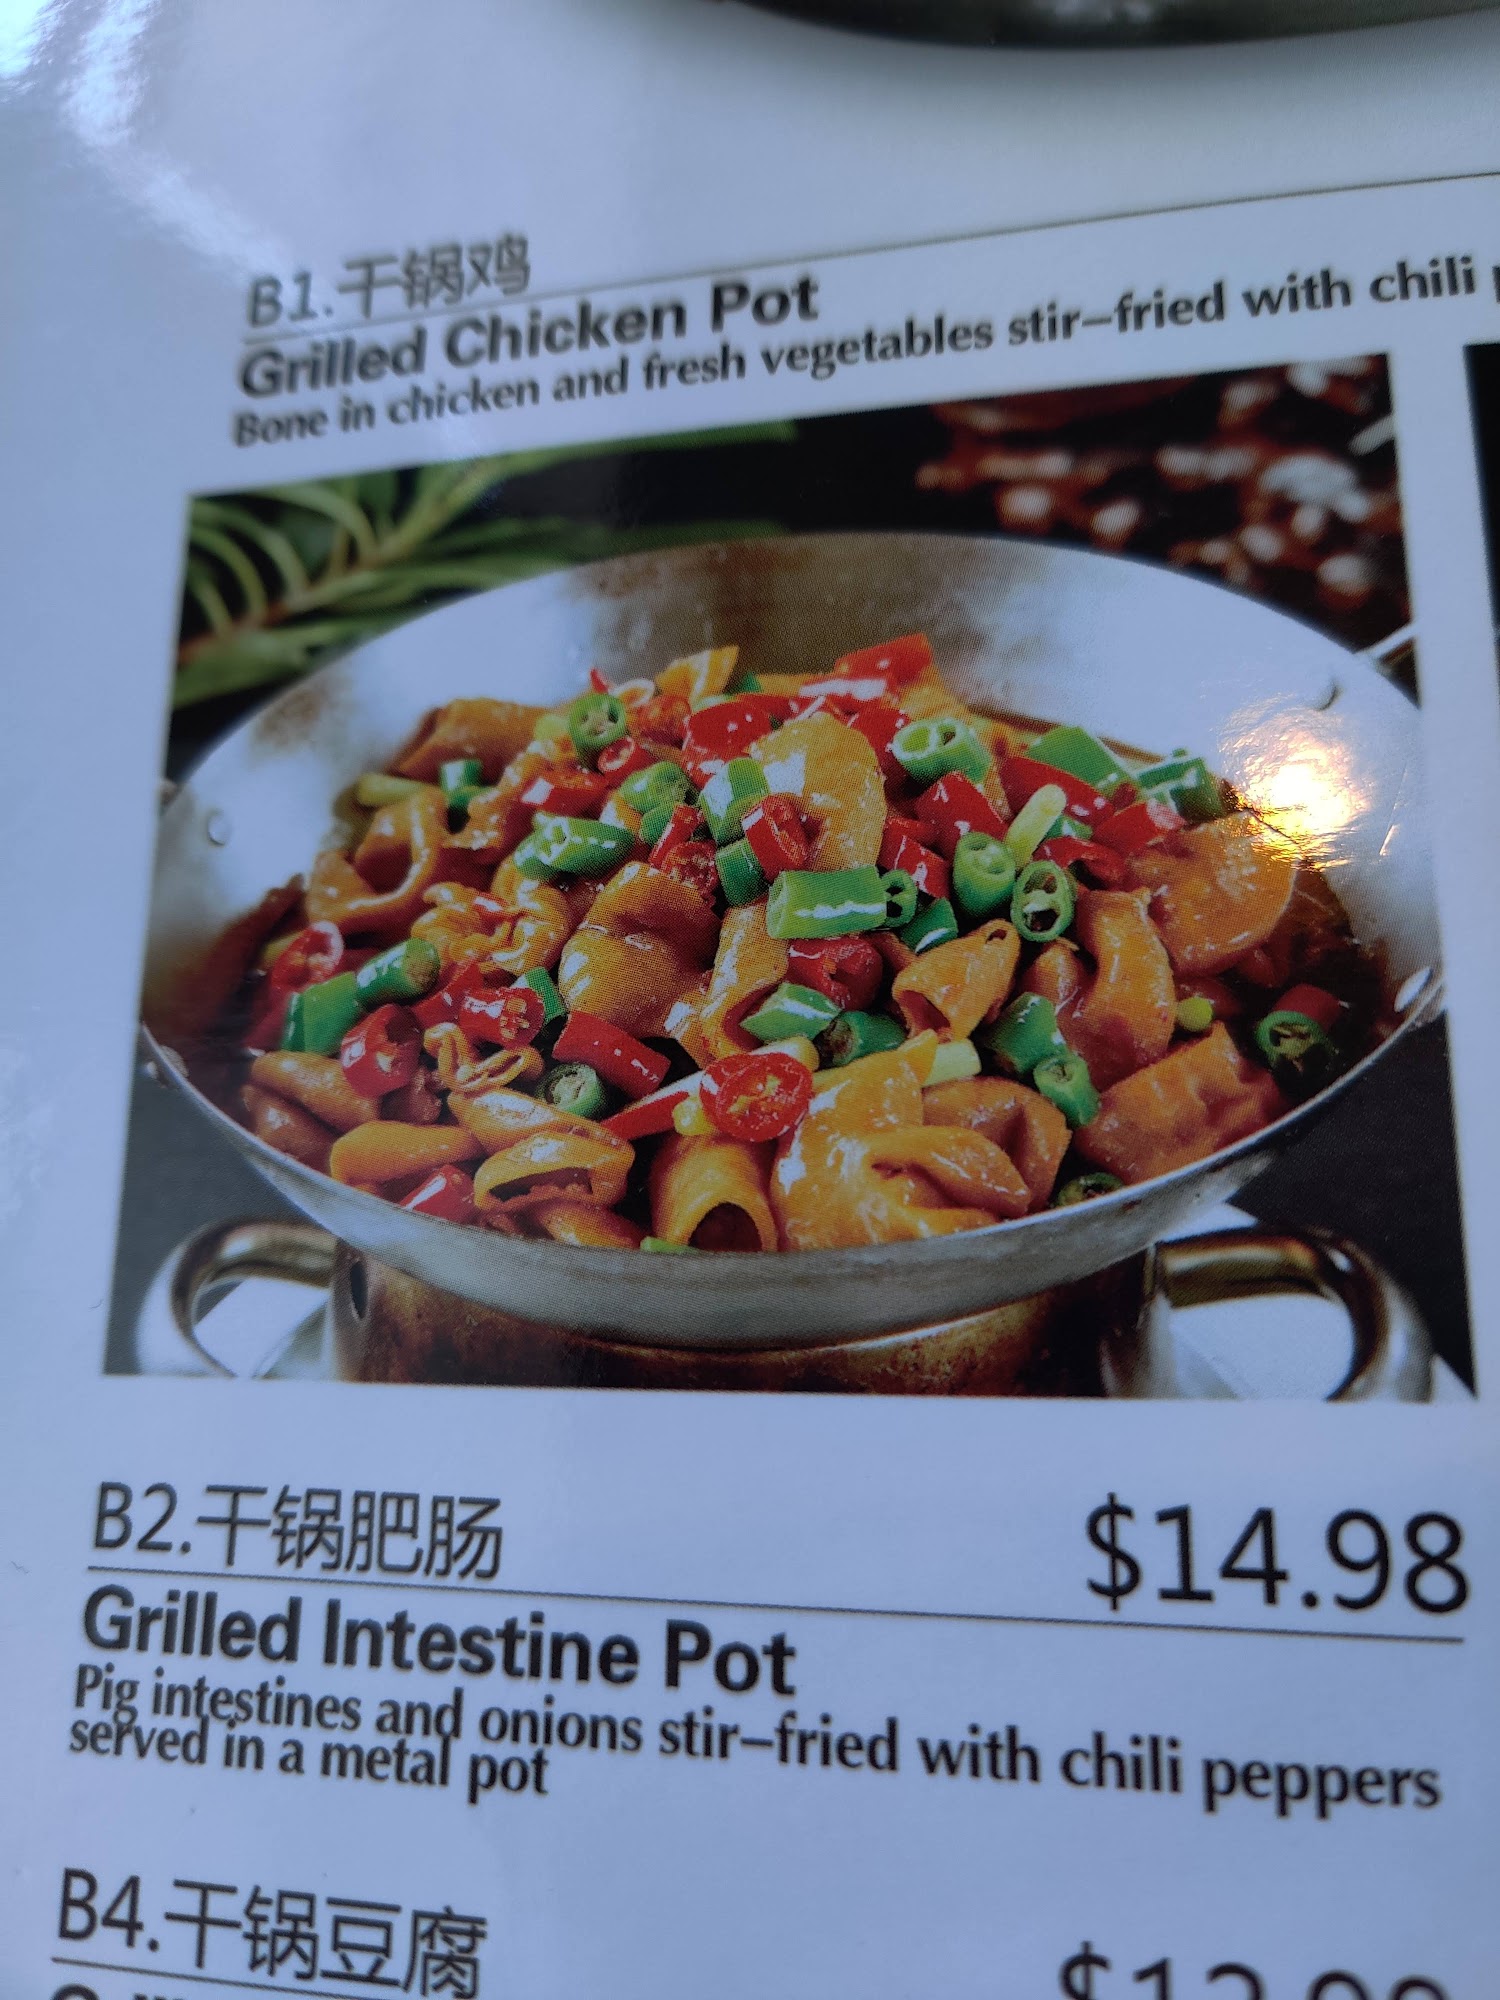 B1.干锅鸡
Grilled Chicken Pot
Bone in chicken and fresh vegetables stir–fried with chili
B2.干锅肥肠 $14.98
Grilled Intestine Pot
Pig intestines and onions stir–fried with chili peppers
served in a metal pot
B4.干锅豆腐